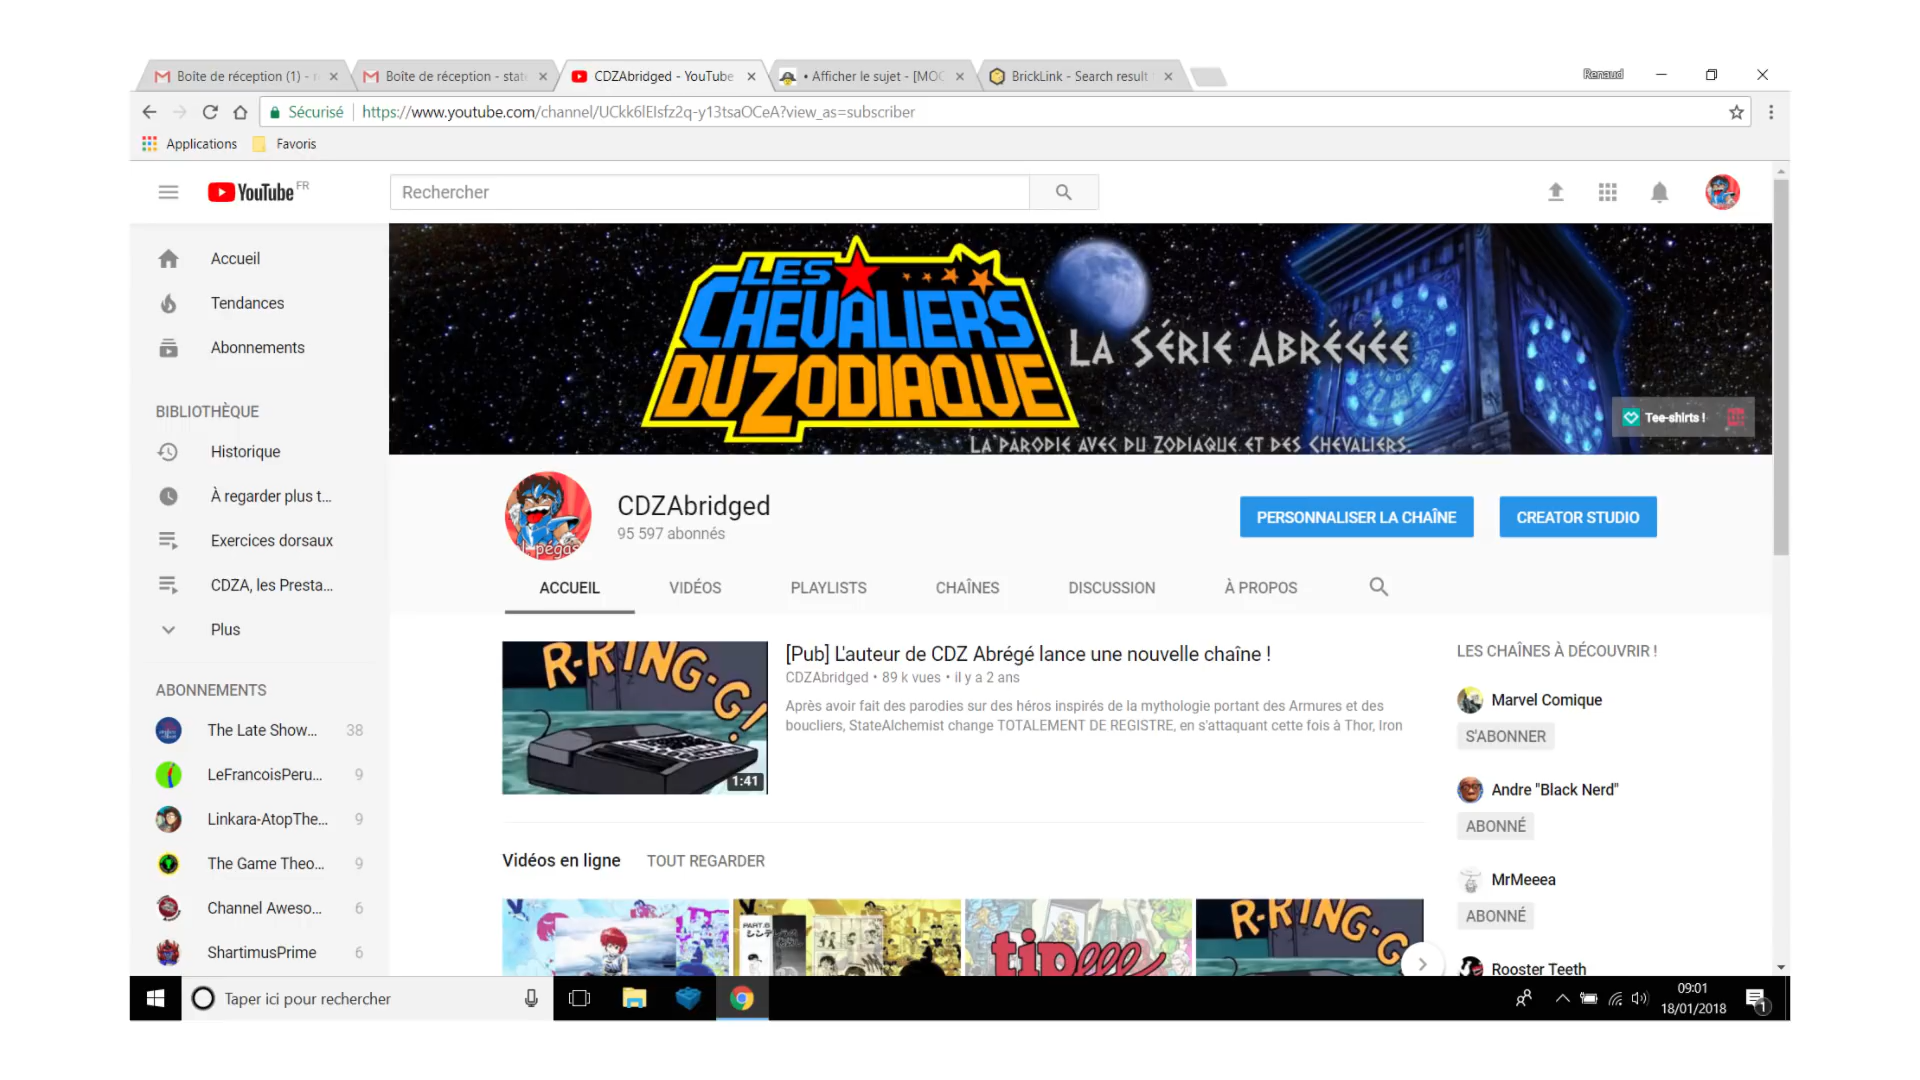 Boîte de réception (1) -
Boîte de réception - stat
CDZAbridged - YouTube
• Afficher le sujet - [MOC
BrickLink - Search result
Renaud
Sécurisé
https://www.youtube.com/channel/UCkk6lEIsfz2q-y13tsaOCeA?view_as=subscriber
Applications
Favoris
YouTube FR
Rechercher
Accueil
Tendances
Abonnements
BIBLIOTHÈQUE
Historique
À regarder plus t...
Exercices dorsaux
CDZA, les Presta...
Plus
ABONNEMENTS
The Late Show... 38
LeFrancoisPeru... 9
Linkara-AtopThe... 9
The Game Theo... 9
Channel Aweso... 6
ShartimusPrime 6
LES
CHEVALIERS
DU ZODIAQUE
LA SÉRIE ABRÉGÉE
LA PARODIE AVEC DU ZODIAQUE ET DES CHEVALIERS.
Tee-shirts !
pégas
CDZAbridged
95 597 abonnés
PERSONNALISER LA CHAÎNE
CREATOR STUDIO
ACCUEIL
VIDÉOS
PLAYLISTS
CHAÎNES
DISCUSSION
À PROPOS
R-RING-G!
1:41
[Pub] L'auteur de CDZ Abrégé lance une nouvelle chaîne !
CDZAbridged • 89 k vues • il y a 2 ans
Après avoir fait des parodies sur des héros inspirés de la mythologie portant des Armures et des
boucliers, StateAlchemist change TOTALEMENT DE REGISTRE, en s'attaquant cette fois à Thor, Iron
LES CHAÎNES À DÉCOUVRIR !
Marvel Comique
S'ABONNER
Andre "Black Nerd"
ABONNÉ
MrMeeea
ABONNÉ
Rooster Teeth
Vidéos en ligne
TOUT REGARDER
PART.6
tipeee
R-RING-G
Taper ici pour rechercher
09:01
18/01/2018
1